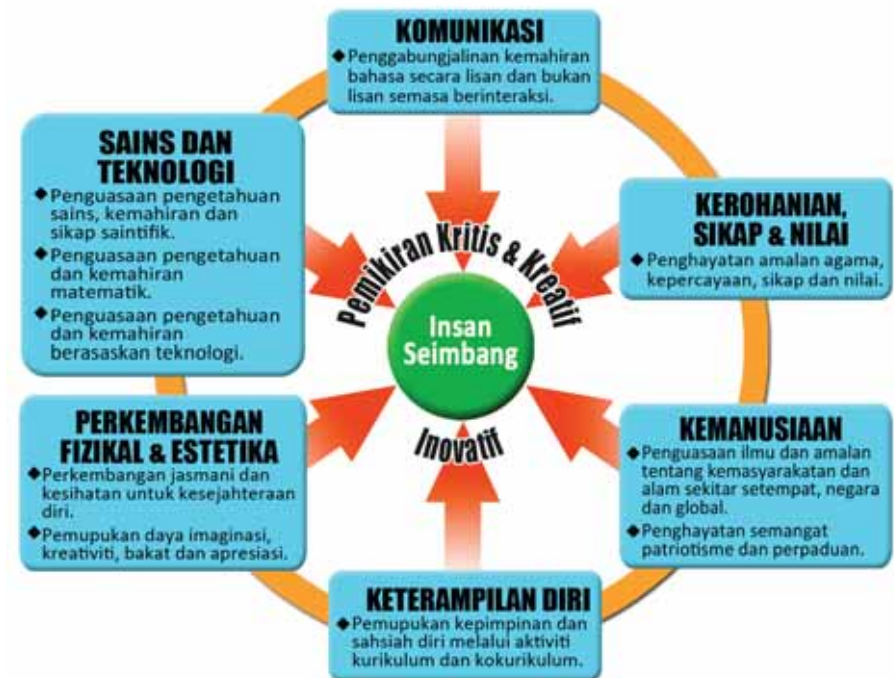 KOMUNIKASI
◆Penggabungjalinan kemahiran
bahasa secara lisan dan bukan
lisan semasa berinteraksi.
SAINS DAN
TEKNOLOGI
◆Penguasaan pengetahuan
sains, kemahiran dan
sikap saintifik.
◆Penguasaan pengetahuan
dan kemahiran
matematik.
◆Penguasaan pengetahuan
dan kemahiran
berasaskan teknologi.
KEROHANIAN,
SIKAP & NILAI
◆Penghayatan amalan agama,
kepercayaan, sikap dan nilai.
Pemikiran Kritis & Kreatif
Insan
Seimbang
Inovatif
PERKEMBANGAN
FIZIKAL & ESTETIKA
◆Perkembangan jasmani dan
kesihatan untuk kesejahteraan
diri.
◆Pemupukan daya imaginasi,
kreativiti, bakat dan apresiasi.
KEMANUSIAAN
◆Penguasaan ilmu dan amalan
tentang kemasyarakatan dan
alam sekitar setempat, negara
dan global.
◆Penghayatan semangat
patriotisme dan perpaduan.
KETERAMPILAN DIRI
◆Pemupukan kepimpinan dan
sahsiah diri melalui aktiviti
kurikulum dan kokurikulum.